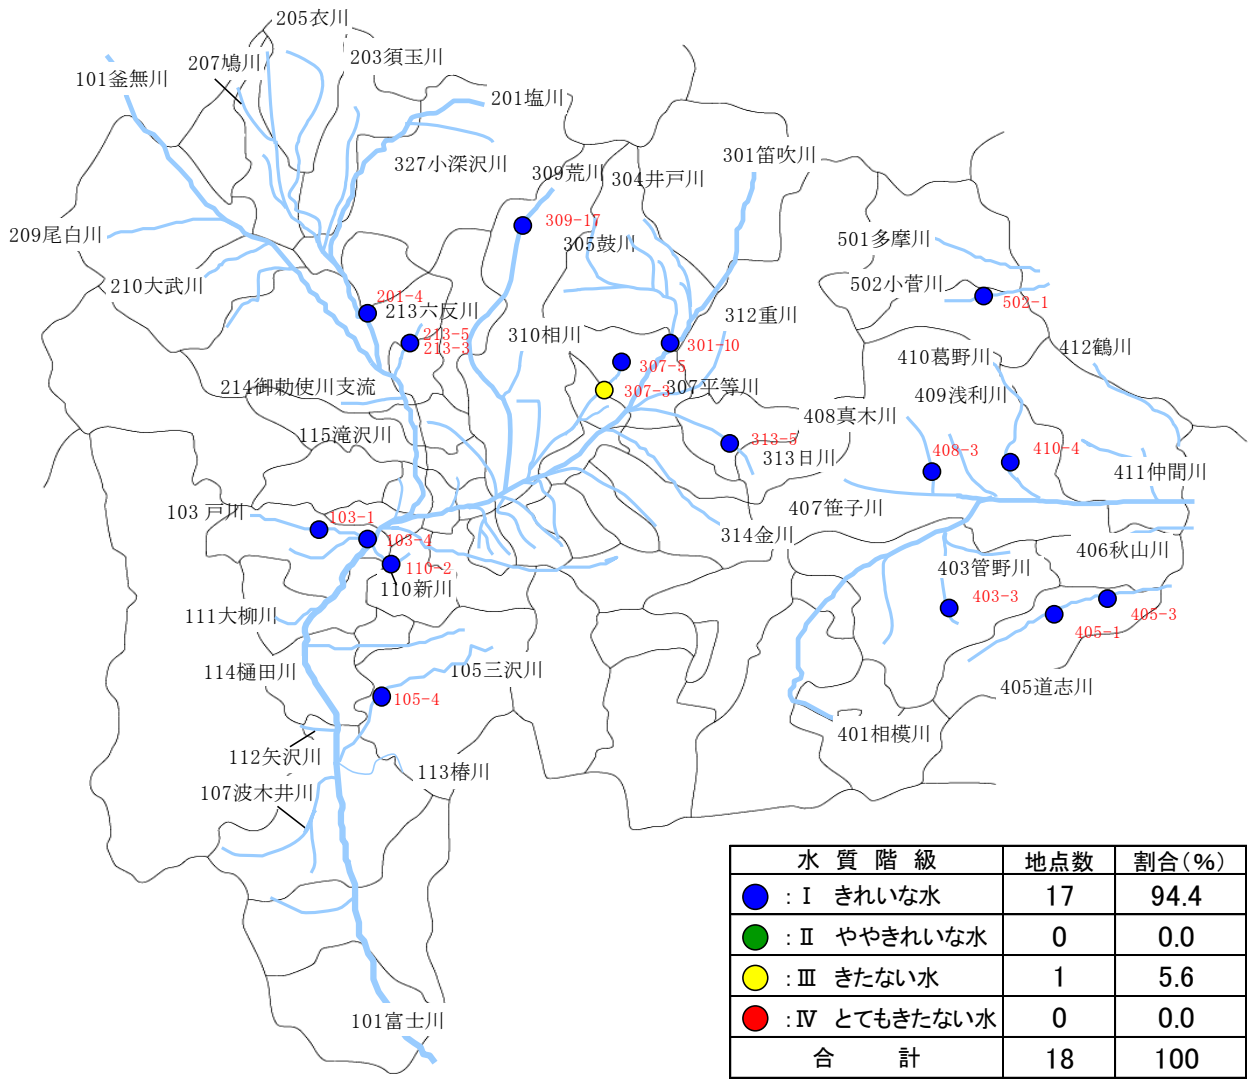 205衣川
207鳩川
203須玉川
101釜無川
201塩川
327小深沢川
309荒川
304井戸川
301笛吹川
309-17
305鼓川
209尾白川
501多摩川
210大武川
502小菅川
201-4
502-1
213六反川
213-5
213-3
310相川
312重川
301-10
307-5
307-3
307平等川
412鶴川
410葛野川
409浅利川
214御勅使川支流
408真木川
115滝沢川
313-5
313日川
408-3
410-4
411仲間川
407笹子川
103戸川
103-1
103-4
314金川
406秋山川
110-2
110新川
403管野川
403-3
405-3
405-1
111大柳川
114樋田川
105三沢川
105-4
405道志川
401相模川
112矢沢川
113椿川
107波木井川
101富士川
水質階級 地点数 割合(%)
:Ⅰ きれいな水 17 94.4
:Ⅱ ややきれいな水 0 0.0
:Ⅲ きたない水 1 5.6
:Ⅳ とてもきたない水 0 0.0
合計 18 100